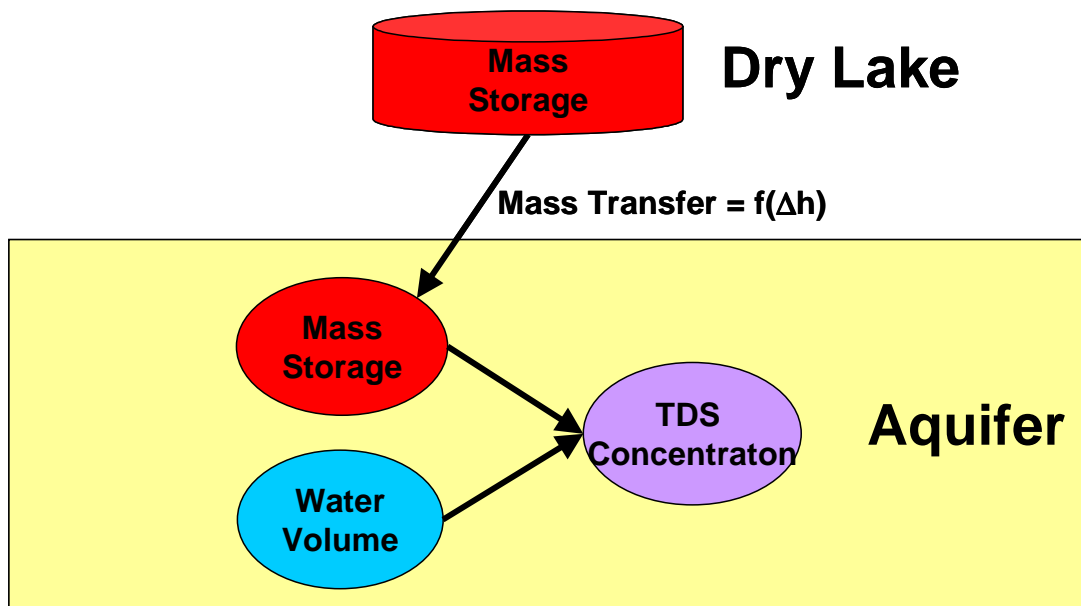 Mass
Storage
Dry Lake
Mass Transfer = f(Δh)
Mass
Storage
TDS
Concentraton
Aquifer
Water
Volume